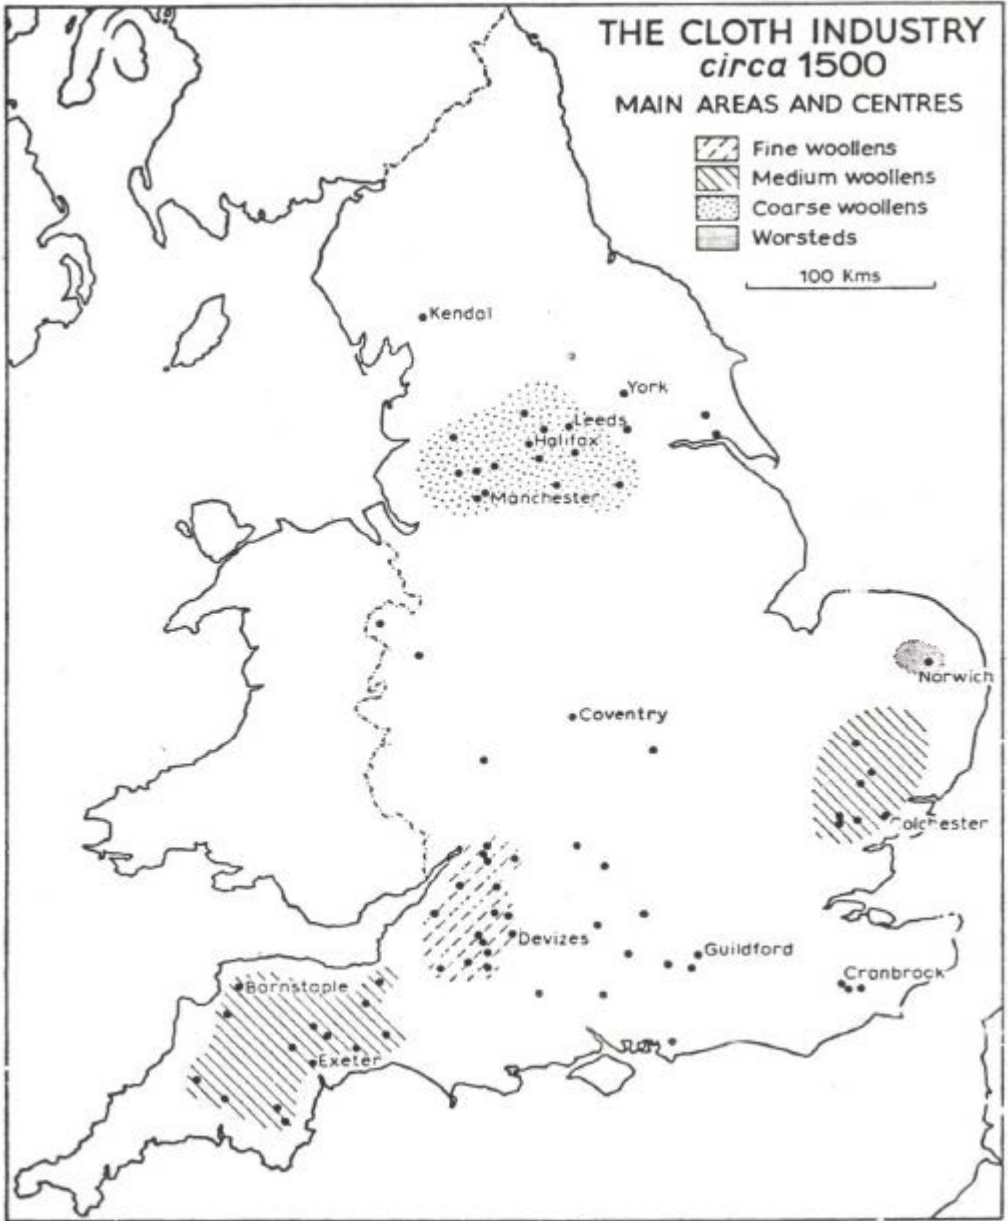 THE CLOTH INDUSTRY
circa 1500
MAIN AREAS AND CENTRES
Fine woollens
Medium woollens
Coarse woollens
Worsteds
100 Kms
Kendal
York
Leeds
Halifax
Manchester
Norwich
Coventry
Colchester
Devizes
Guildford
Cranbrock
Barnstaple
Exeter